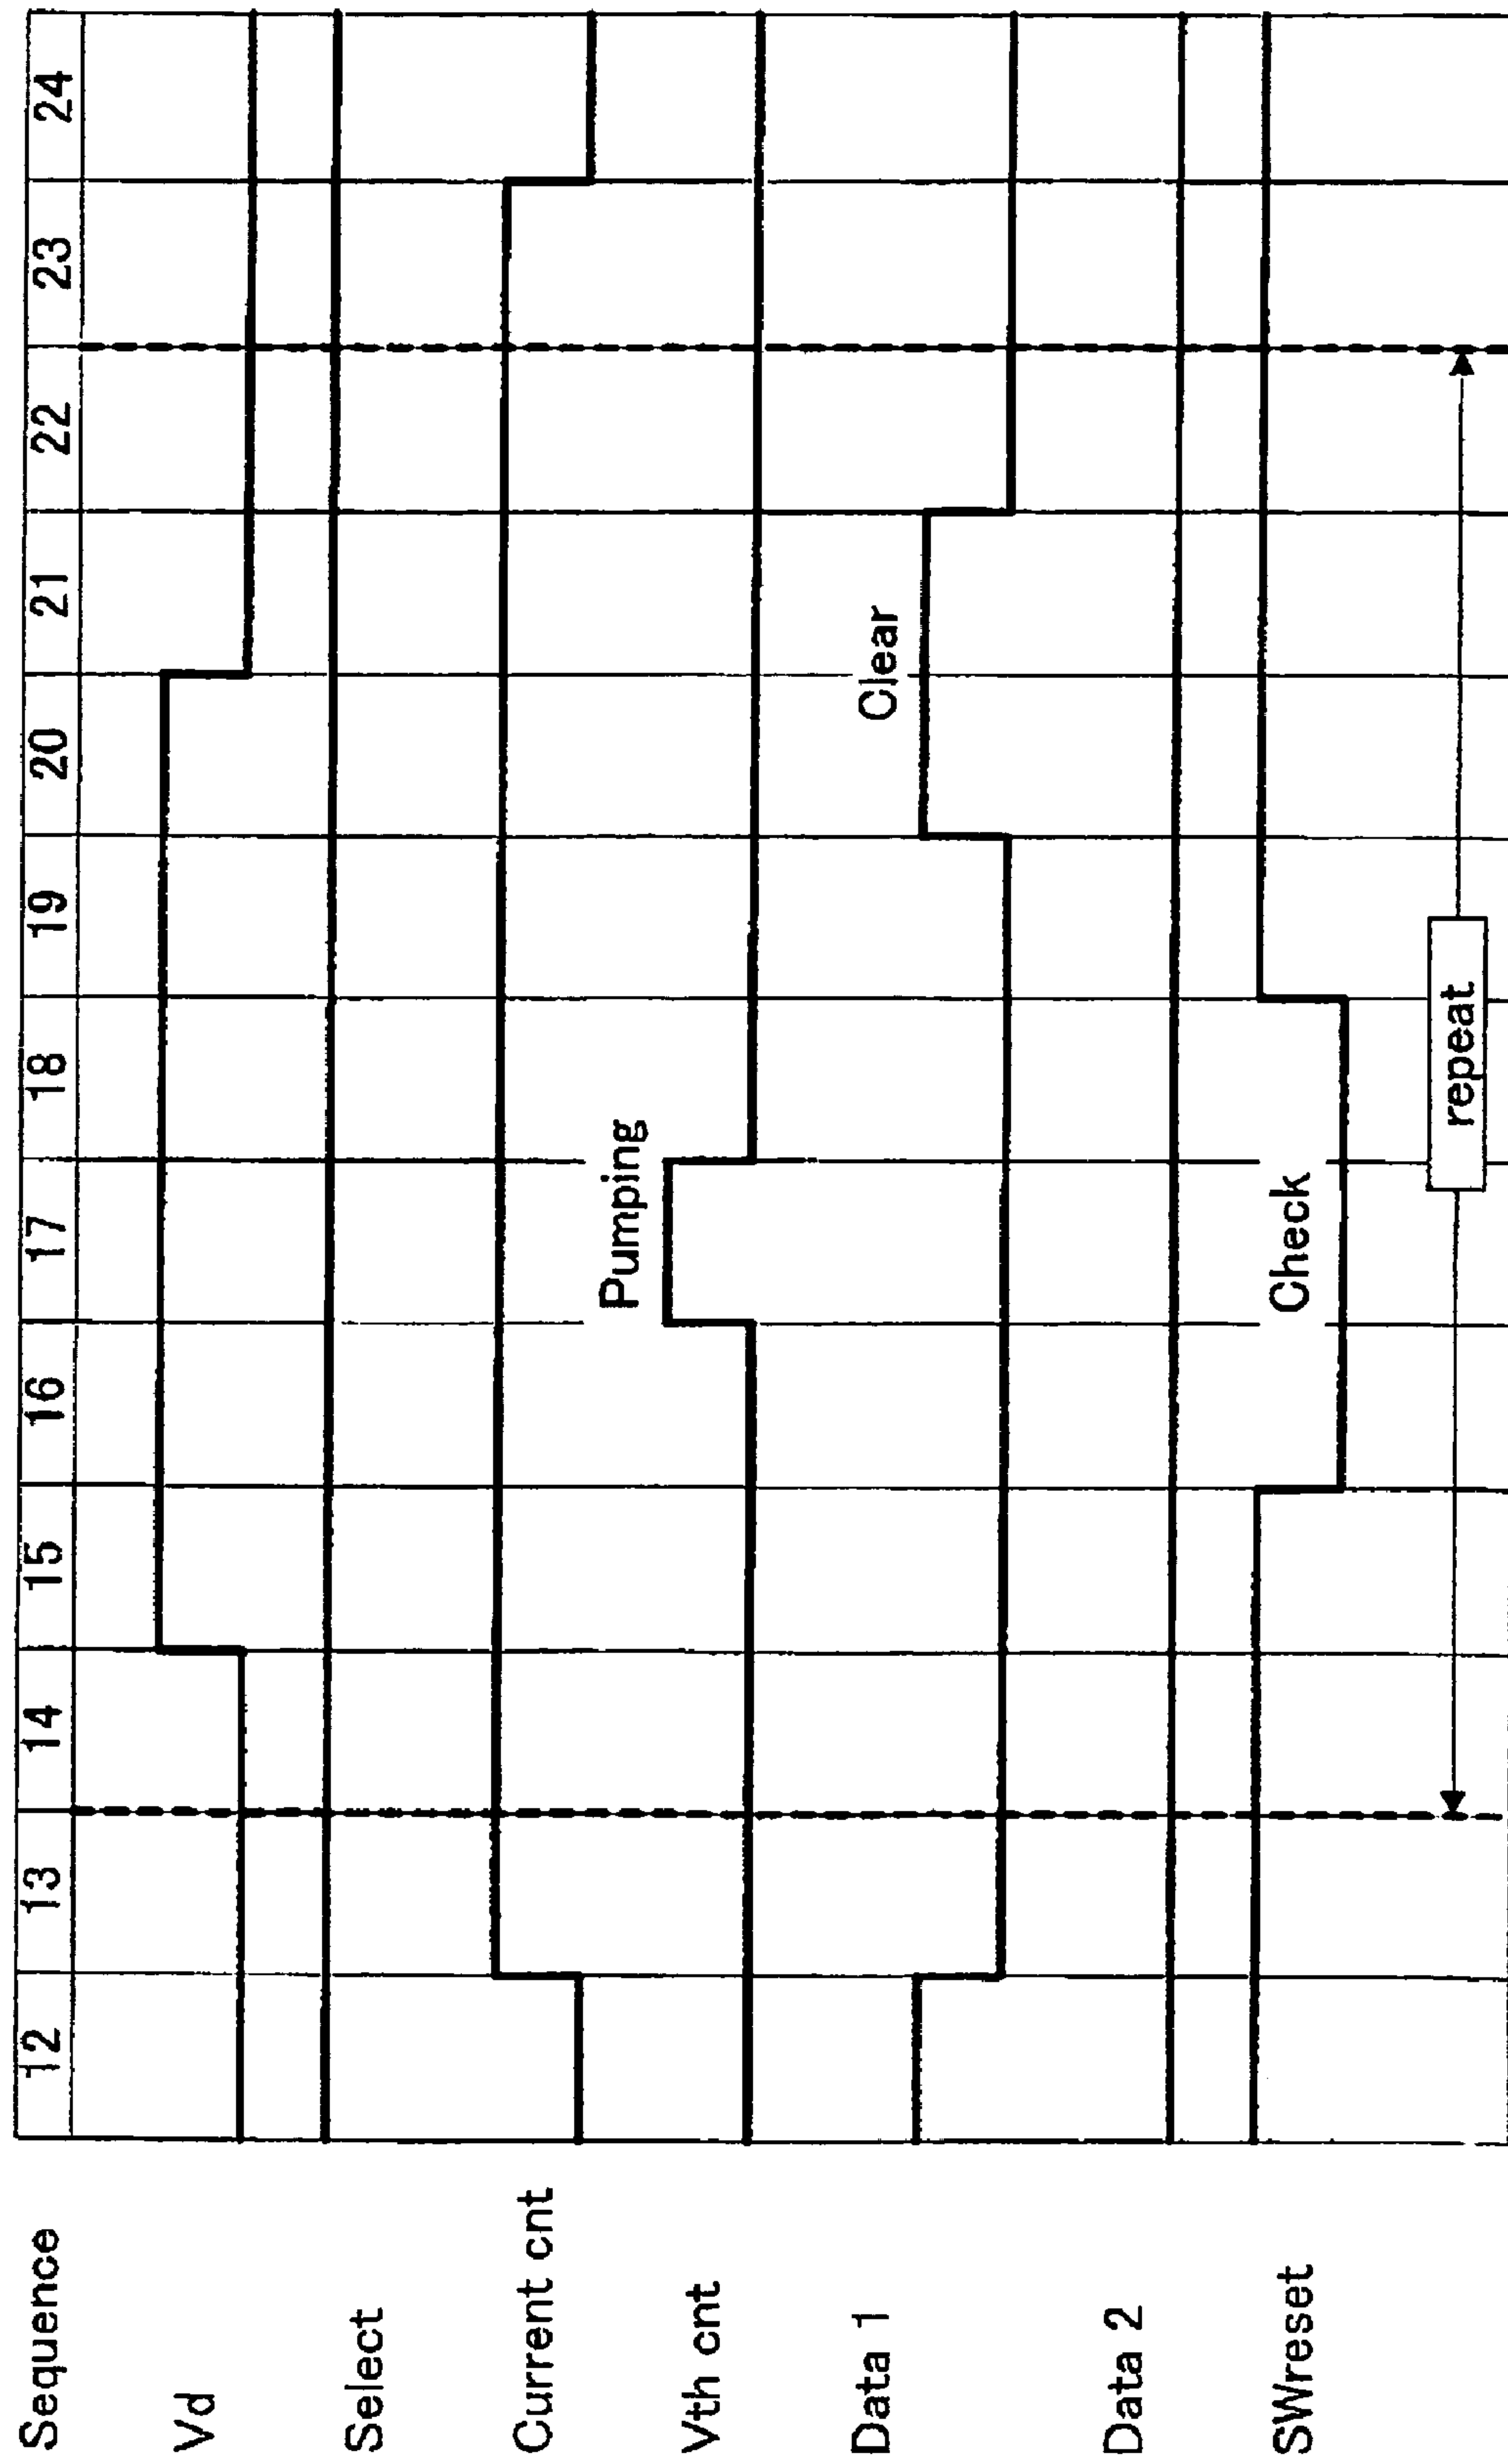 Sequence 12 13 14 15 16 17 18 19 20 21 22 23 24
Vd
Select
Current cnt
Pumping
Vth cnt
Clear
Data 1
Data 2
Check
SWreset
repeat